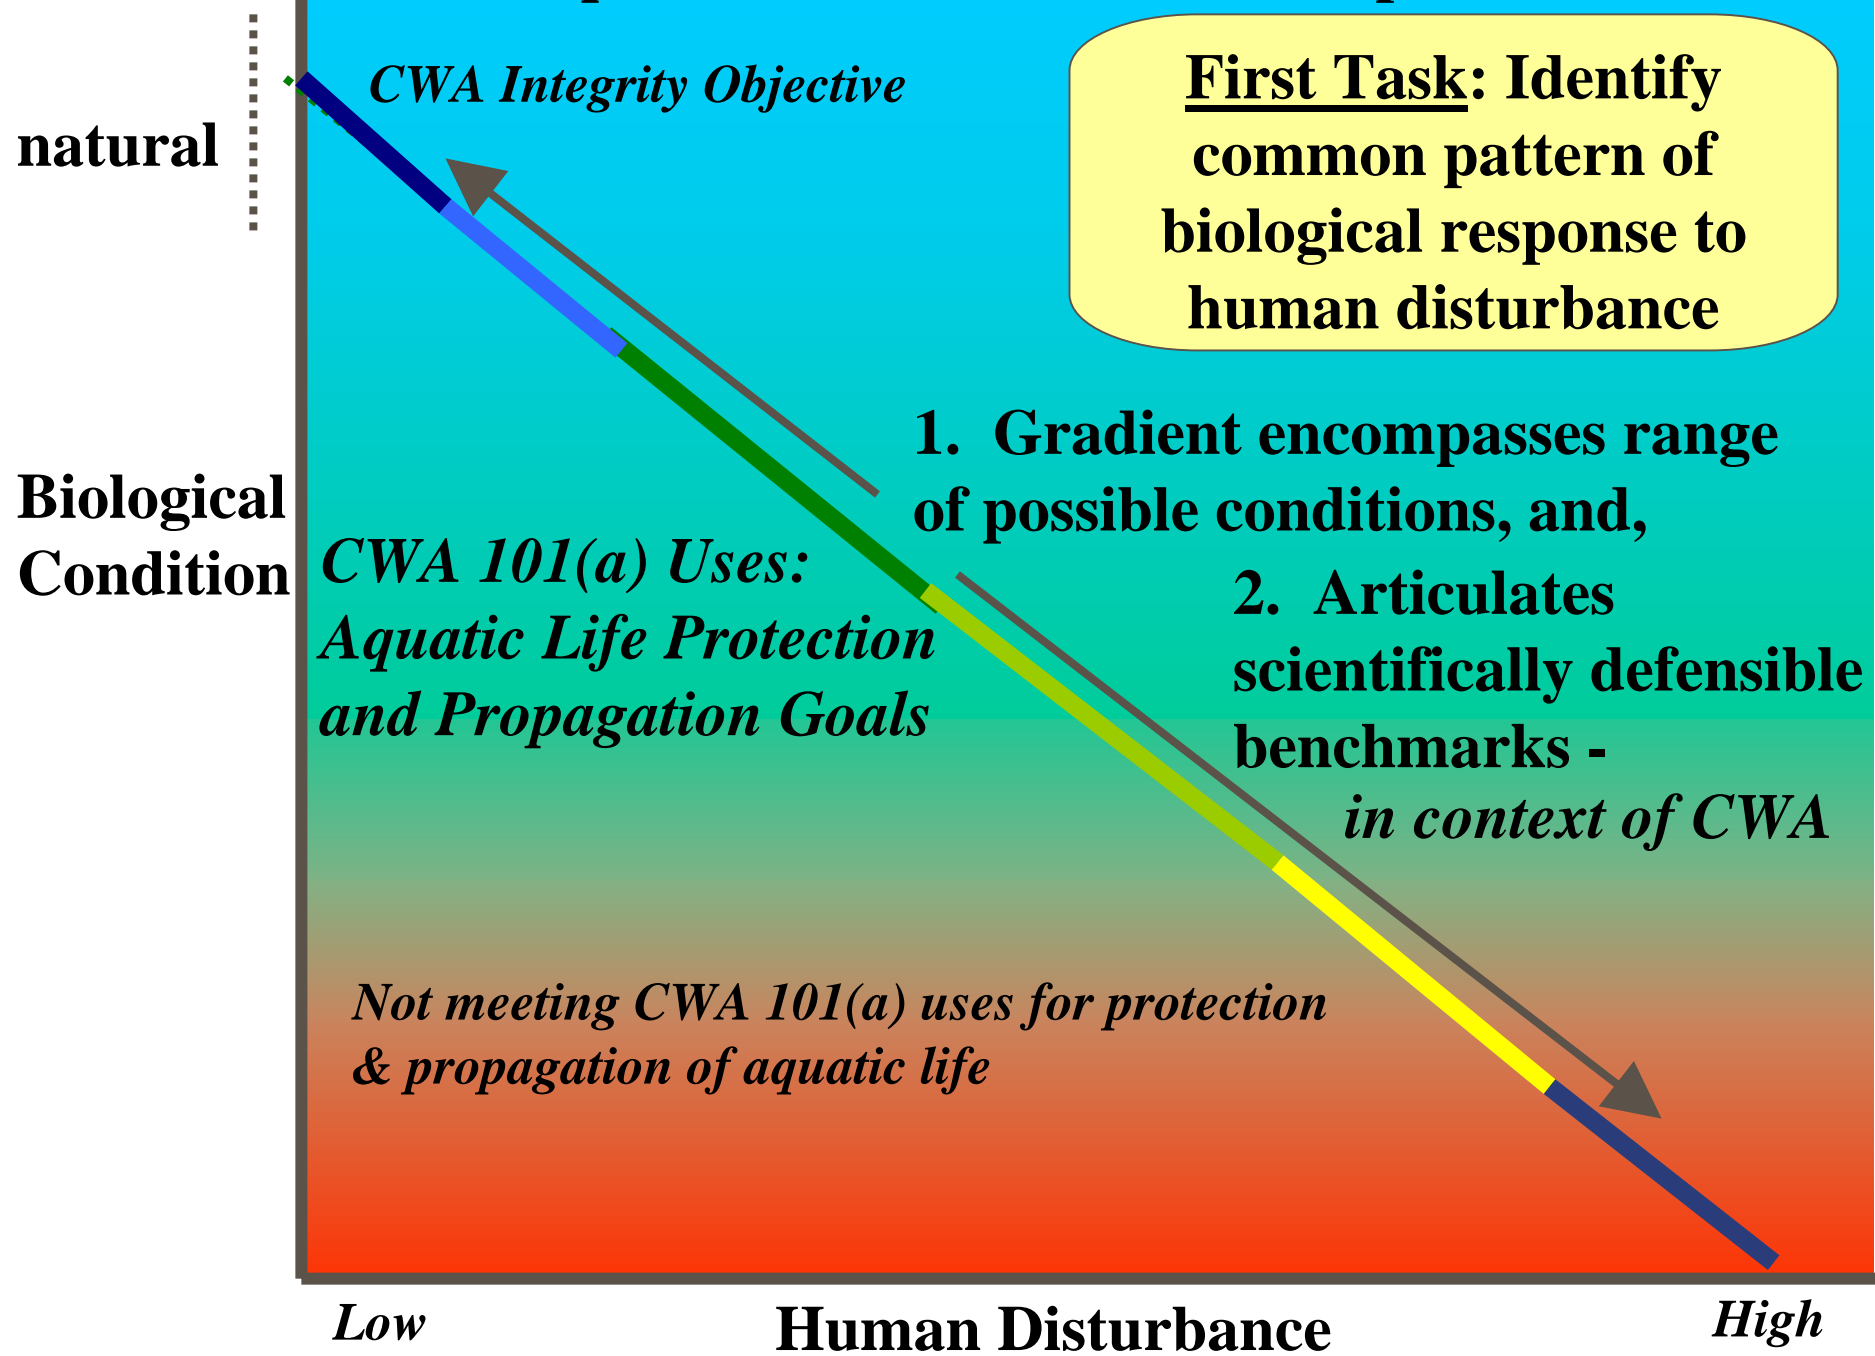 CWA Integrity Objective
First Task: Identify
common pattern of
biological response to
human disturbance
natural
1. Gradient encompasses range
of possible conditions, and,
Biological
Condition
CWA 101(a) Uses:
Aquatic Life Protection
and Propagation Goals
2. Articulates
scientifically defensible
benchmarks -
in context of CWA
Not meeting CWA 101(a) uses for protection
& propagation of aquatic life
Low
Human Disturbance
High